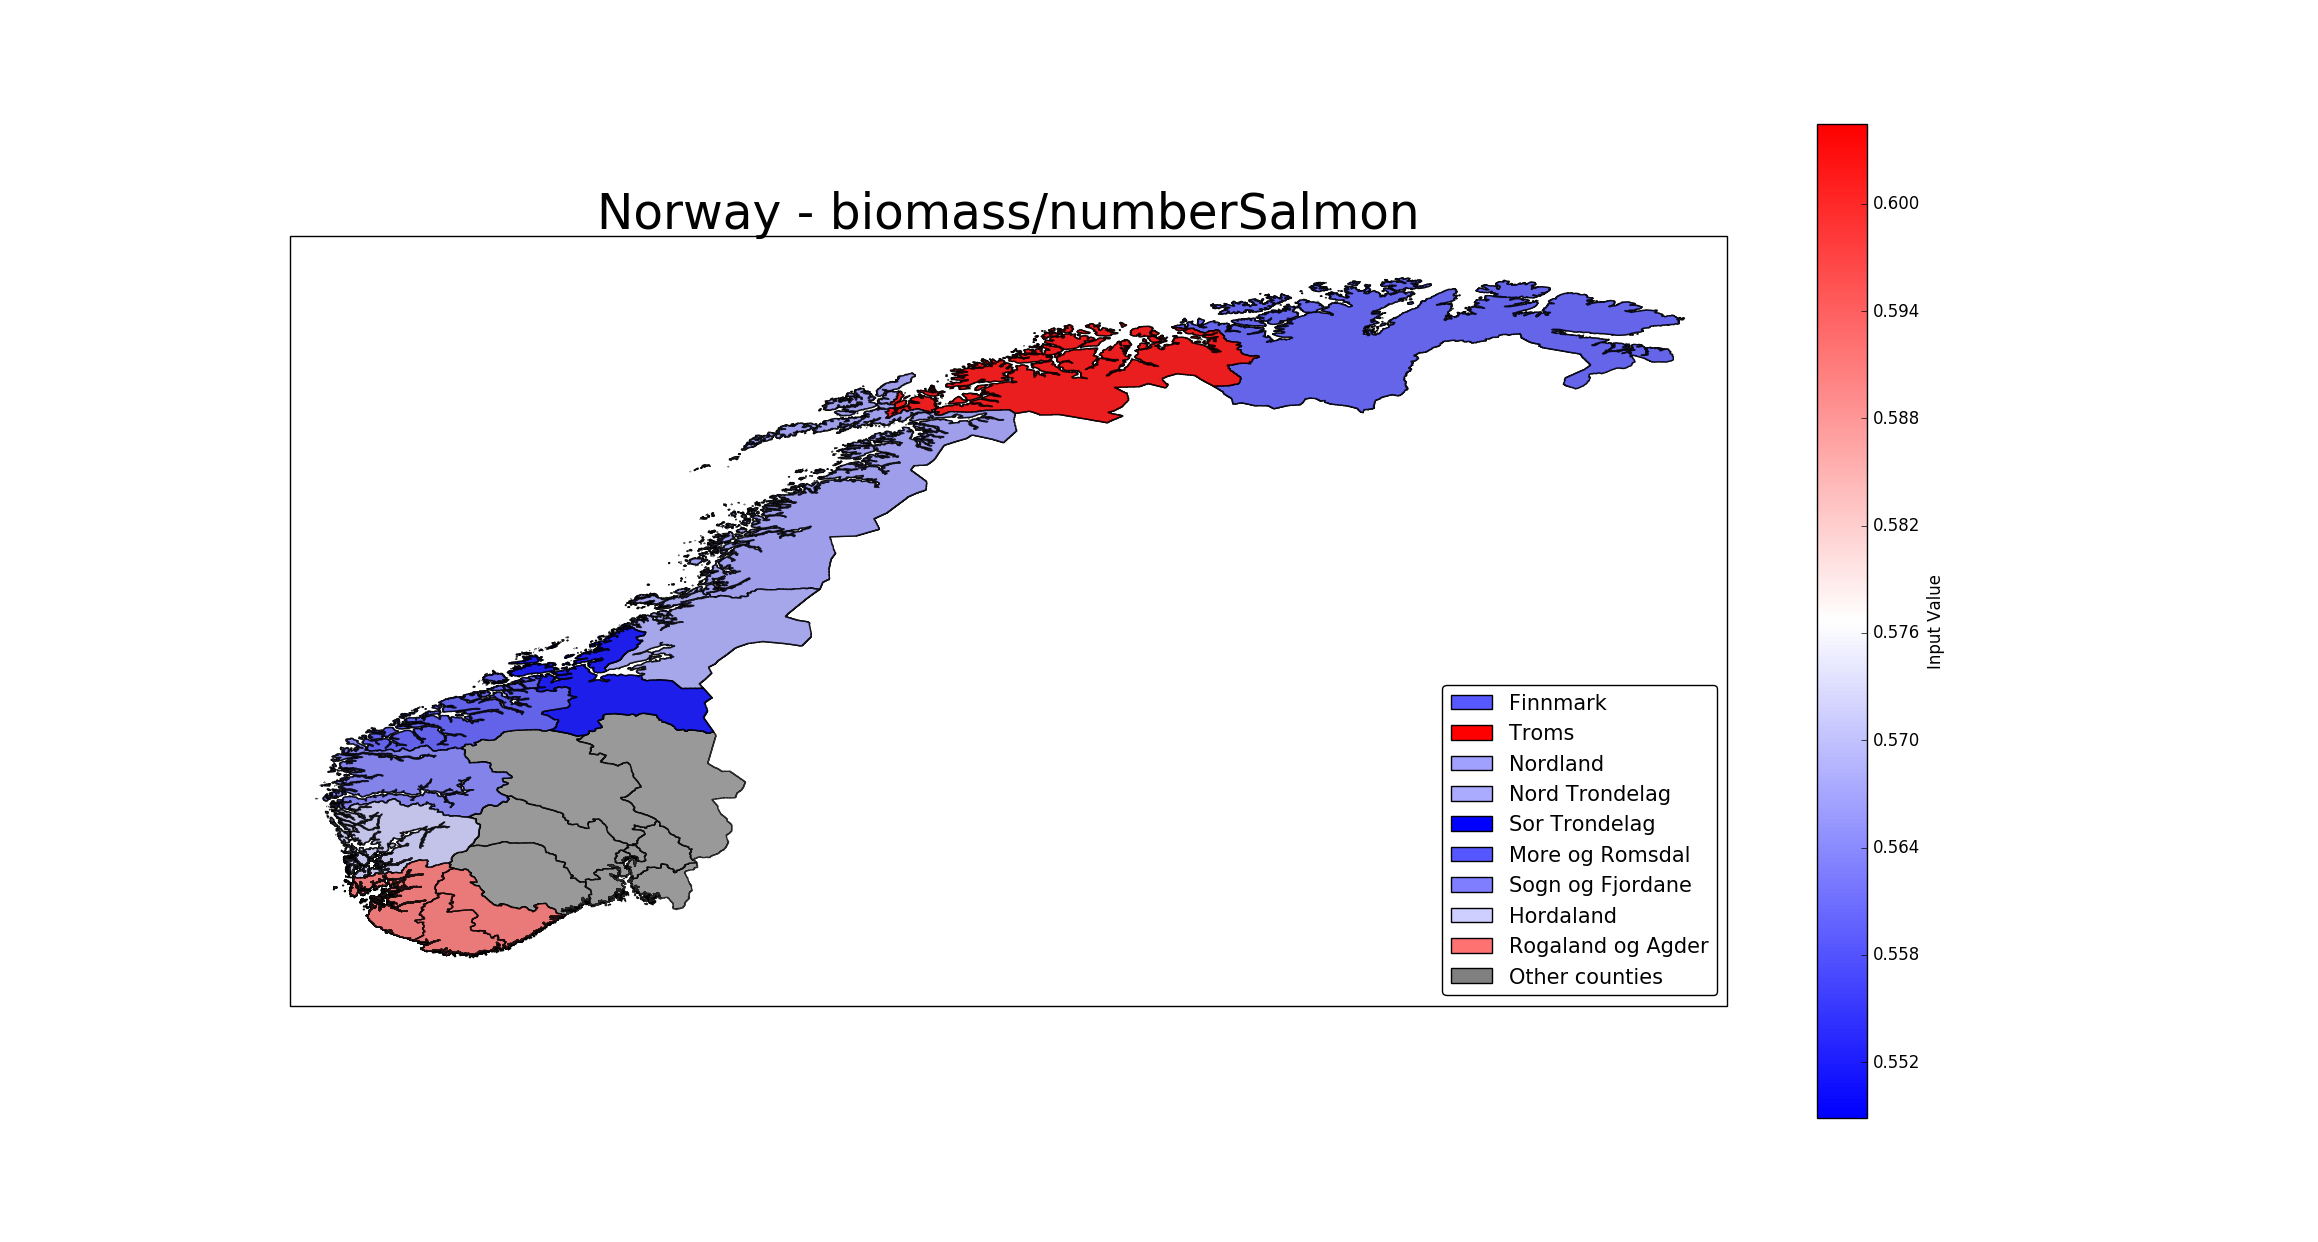 Norway - biomass/numberSalmon
Finnmark
Troms
Nordland
Nord Trondelag
Sor Trondelag
More og Romsdal
Sogn og Fjordane
Hordaland
Rogaland og Agder
Other counties
0.600
0.594
0.588
0.582
0.576
0.570
0.564
0.558
0.552
Input Value